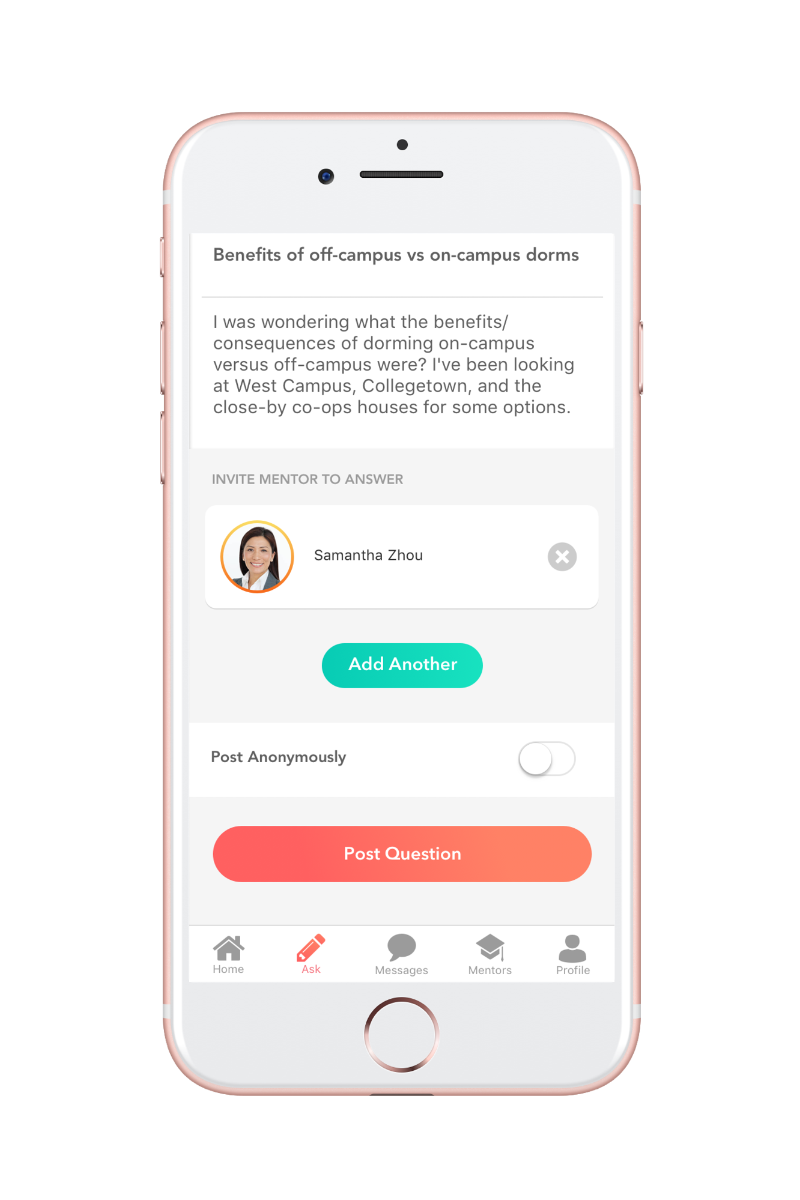 Benefits of off-campus vs on-campus dorms
I was wondering what the benefits/
consequences of dorming on-campus
versus off-campus were? I've been looking
at West Campus, Collegetown, and the
close-by co-ops houses for some options.
INVITE MENTOR TO ANSWER
Samantha Zhou
Add Another
Post Anonymously
Post Question
Home
Ask
Messages
Mentors
Profile